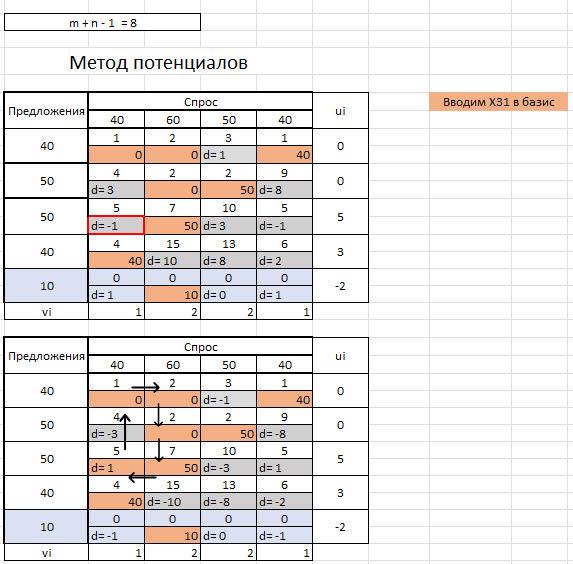 m + n - 1 = 8
Метод потенциалов
Предложения Спрос ui
40 60 50 40
Вводим X31 в базис
40 1 2 3 1 0
0 0 d= 1 40
50 4 2 2 9 0
d= 3 0 50 d= 8
50 5 7 10 5 5
d= -1 50 d= 3 d= -1
40 4 15 13 6 3
40 d= 10 d= 8 d= 2
10 0 0 0 0 -2
d= 1 10 d= 0 d= 1
vi 1 2 2 1
Предложения Спрос ui
40 60 50 40
40 1 2 3 1 0
0 0 d= -1 40
50 4 2 2 9 0
d= -3 0 50 d= -8
50 5 7 10 5 5
d= 1 50 d= -3 d= 1
40 4 15 13 6 3
40 d= -10 d= -8 d= -2
10 0 0 0 0 -2
d= -1 10 d= 0 d= -1
vi 1 2 2 1